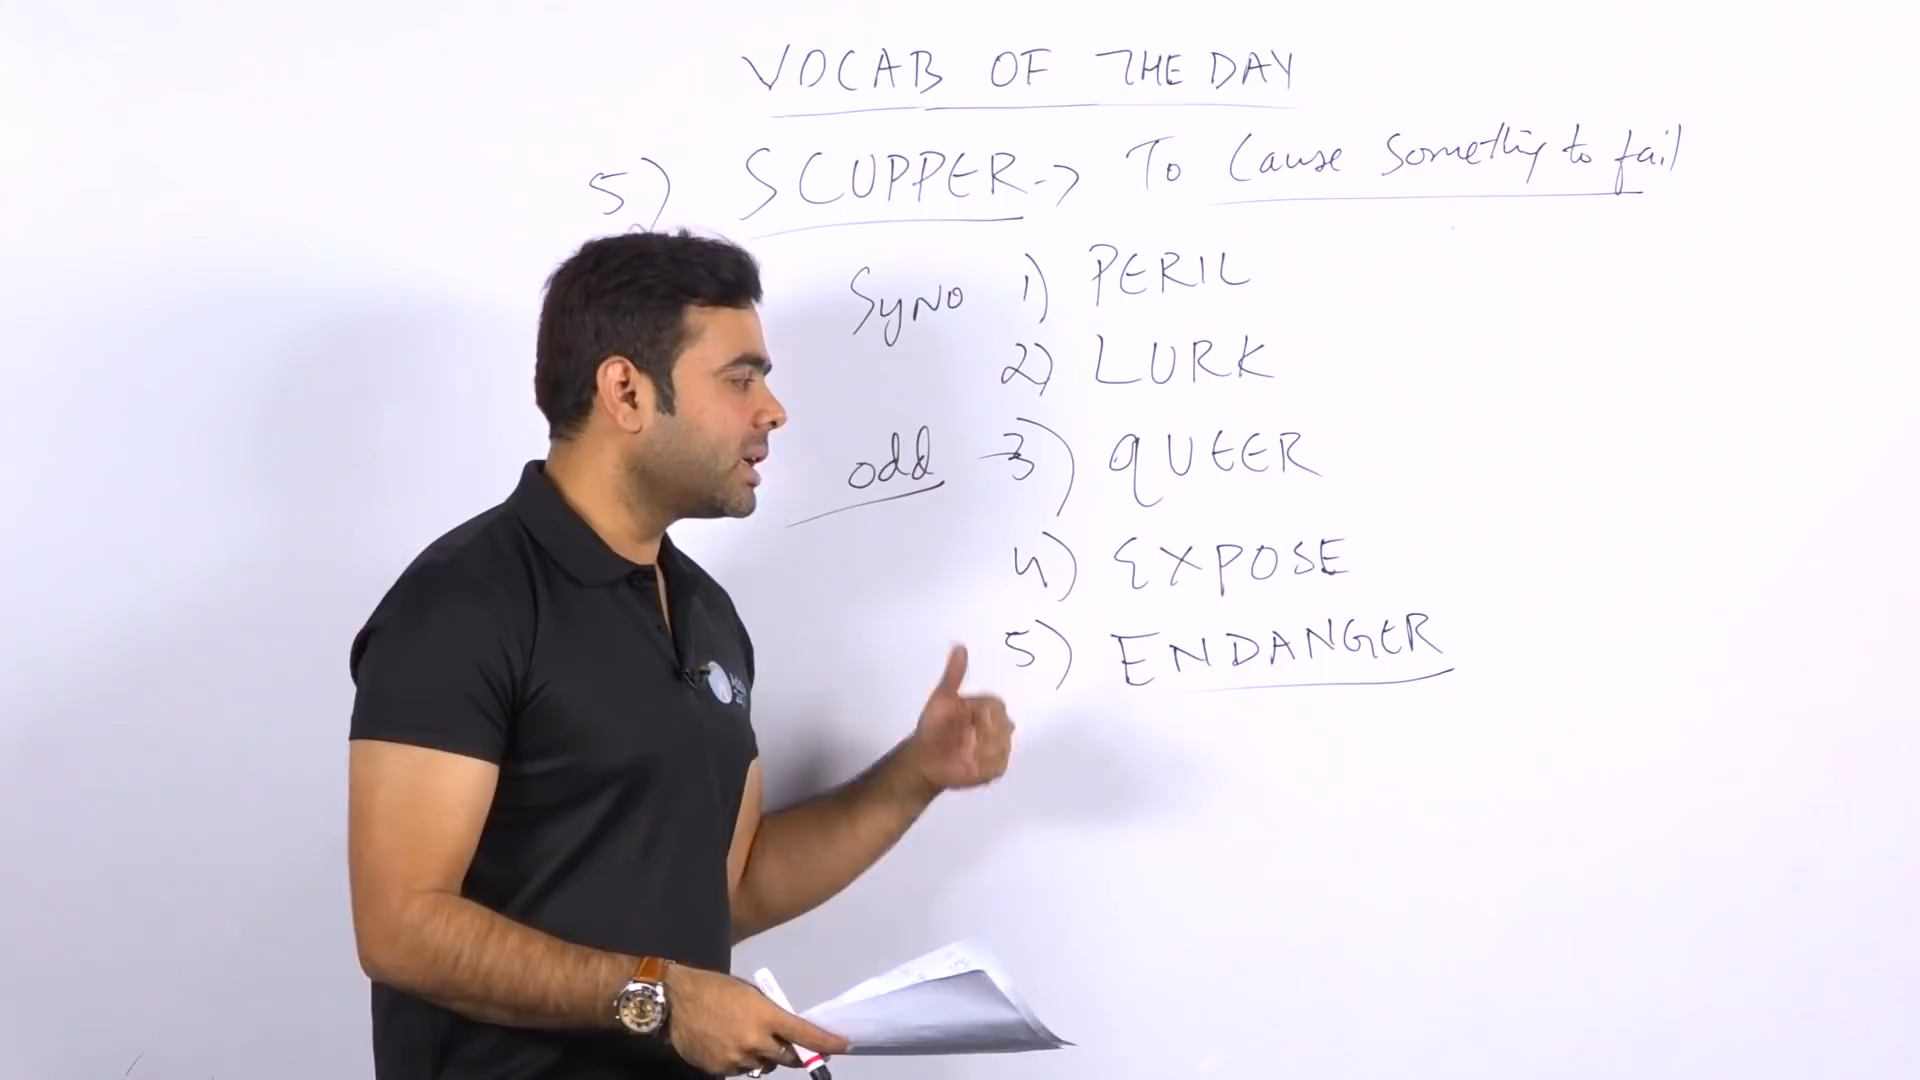 VOCAB OF THE DAY
5) SCUPPER -> To Cause Something to fail
Syno 1) PERIL
2) LURK
odd 3) QUEER
4) EXPOSE
5) ENDANGER